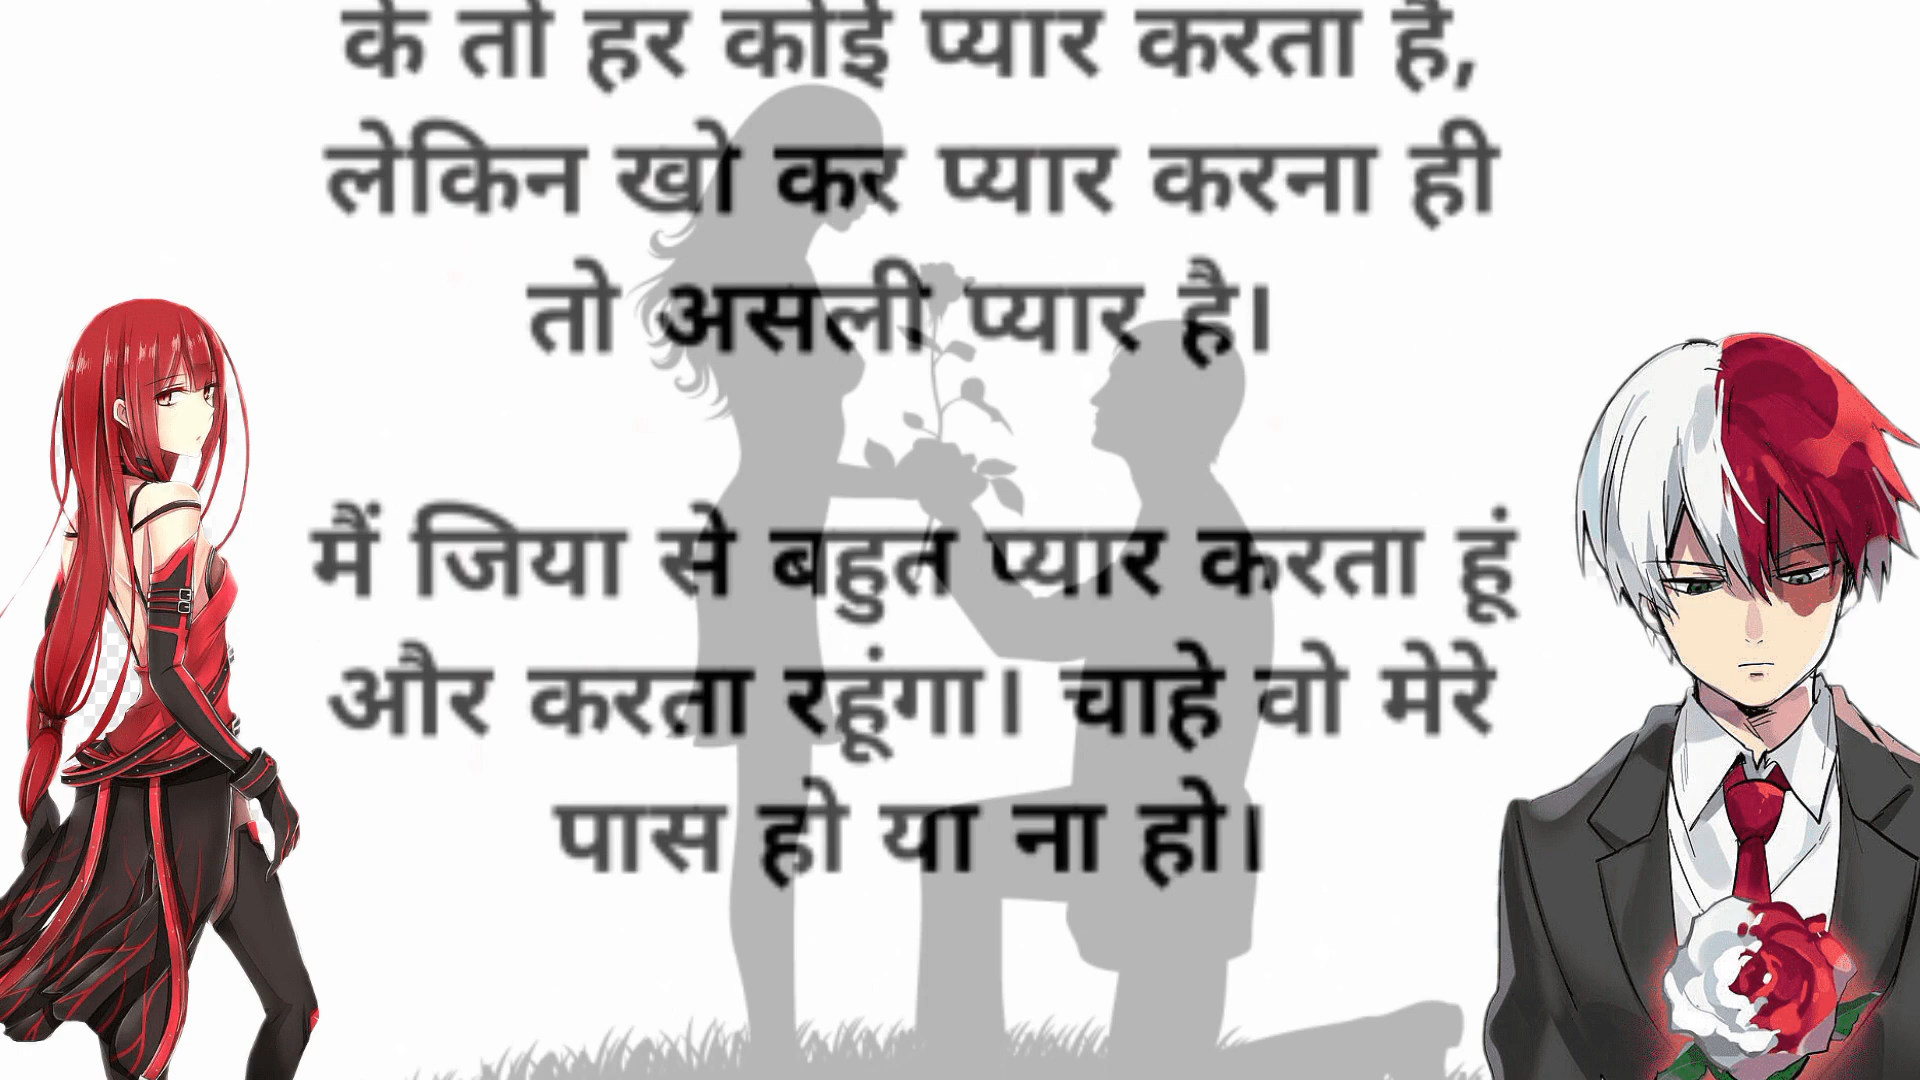 के तो हर कोई प्यार करता है,
लेकिन खो कर प्यार करना ही
तो असली प्यार है।
मैं जिया से बहुत प्यार करता हूं
और करता रहूंगा। चाहे वो मेरे
पास हो या ना हो।